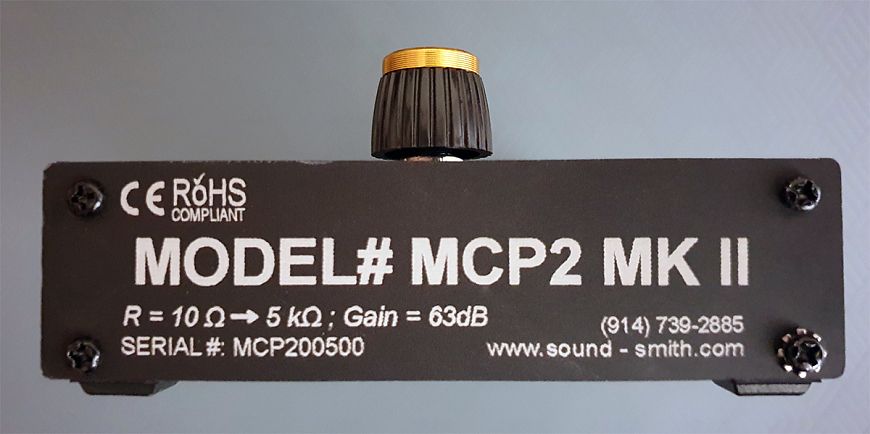 CE RoHS
COMPLIANT
MODEL# MCP2 MK II
R = 10 Ω → 5 kΩ ; Gain = 63dB
(914) 739-2885
SERIAL #: MCP200500
www.sound - smith.com